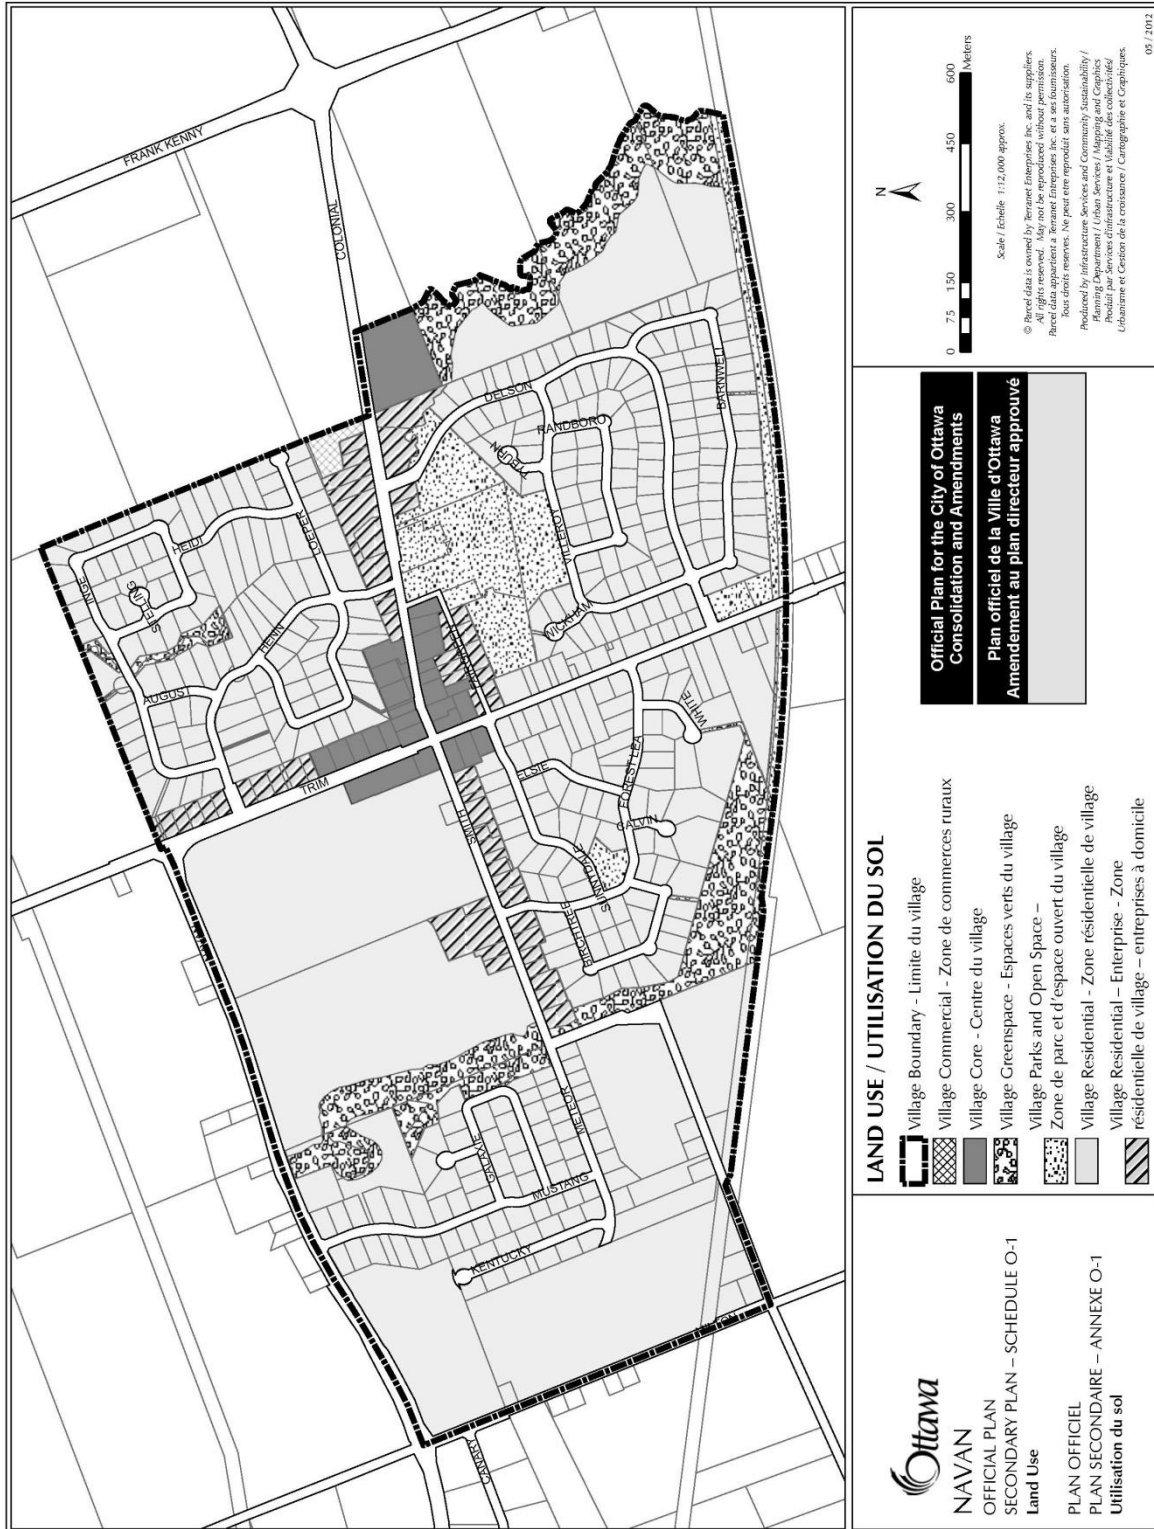 FRANK KENNY
COLONIAL
INGE
STELLING
HEIDI
AUGUST
HENN
LOEPER
TRIM
SMITH
DELSON
TYBURN
RANDBORO
VILLEROY
WICKHAM
BARNWELL
ELSIE
FOREST LEA
WHITE
CALVIN
SUNNYDALE
BIRCHTREE
METEOR
GALAXIE
MUSTANG
KENTUCKY
CANARY
Ottawa
NAVAN
OFFICIAL PLAN
SECONDARY PLAN – SCHEDULE O-1
Land Use
PLAN OFFICIEL
PLAN SECONDAIRE – ANNEXE O-1
Utilisation du sol
LAND USE / UTILISATION DU SOL
Village Boundary - Limite du village
Village Commercial - Zone de commerces ruraux
Village Core - Centre du village
Village Greenspace - Espaces verts du village
Village Parks and Open Space –
Zone de parc et d'espace ouvert du village
Village Residential - Zone résidentielle de village
Village Residential – Enterprise - Zone
résidentielle de village – entreprises à domicile
Official Plan for the City of Ottawa
Consolidation and Amendments
Plan officiel de la Ville d'Ottawa
Amendement au plan directeur approuvé
N
0 75 150 300 450 600
Meters
Scale / Echelle 1:12,000 approx.
© Parcel data is owned by Teranet Enterprises Inc. and its suppliers.
All rights reserved. May not be reproduced without permission.
Parcel data appartient a Teranet Entreprises Inc. et a ses fournisseurs.
Tous droits reserves. Ne peut etre reproduit sans autorisation.
Produced by Infrastructure Services and Community Sustainability /
Planning Department / Urban Services / Mapping and Graphics
Produit par Services d'infrastructure et Viabilité des collectivités/
Urbanisme et Gestion de la croissance / Cartographie et Graphiques.
05 / 2012